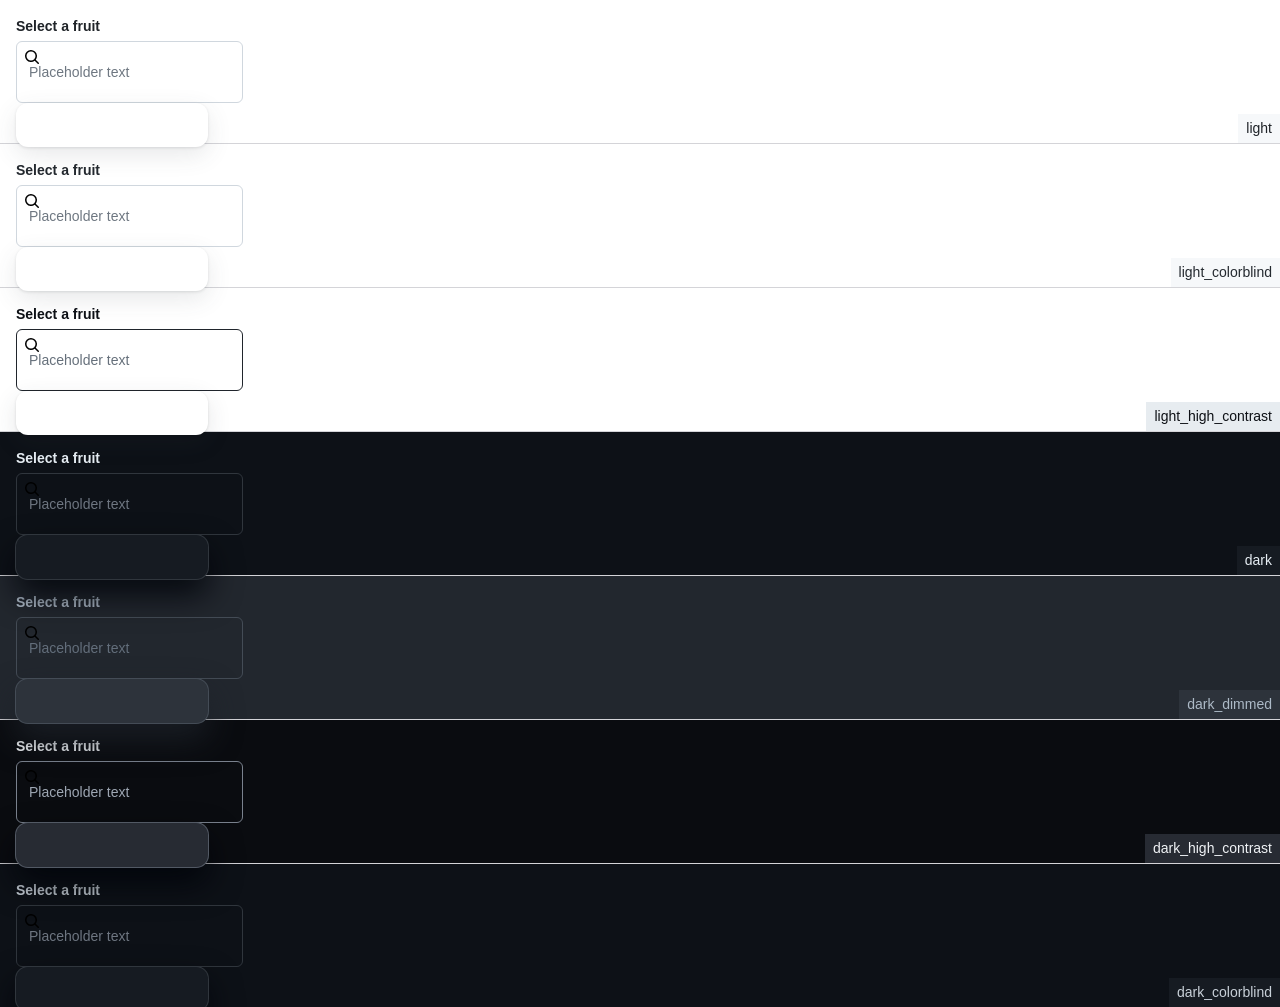 Select a fruit
Placeholder text
light
Select a fruit
Placeholder text
light_colorblind
Select a fruit
Placeholder text
light_high_contrast
Select a fruit
Placeholder text
dark
Select a fruit
Placeholder text
dark_dimmed
Select a fruit
Placeholder text
dark_high_contrast
Select a fruit
Placeholder text
dark_colorblind